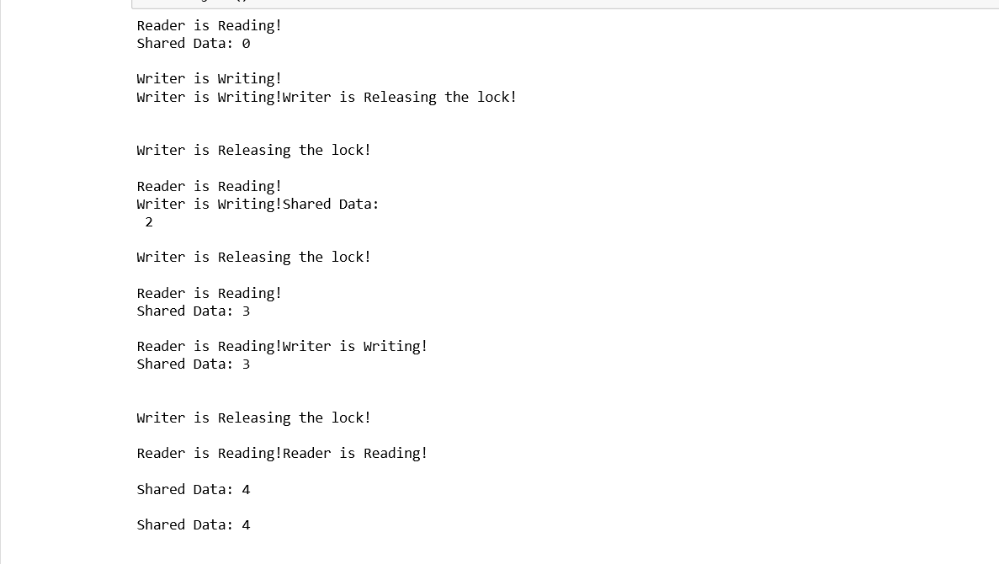 Reader is Reading!
Shared Data: 0
Writer is Writing!
Writer is Writing!Writer is Releasing the lock!
Writer is Releasing the lock!
Reader is Reading!
Writer is Writing!Shared Data:
2
Writer is Releasing the lock!
Reader is Reading!
Shared Data: 3
Reader is Reading!Writer is Writing!
Shared Data: 3
Writer is Releasing the lock!
Reader is Reading!Reader is Reading!
Shared Data: 4
Shared Data: 4